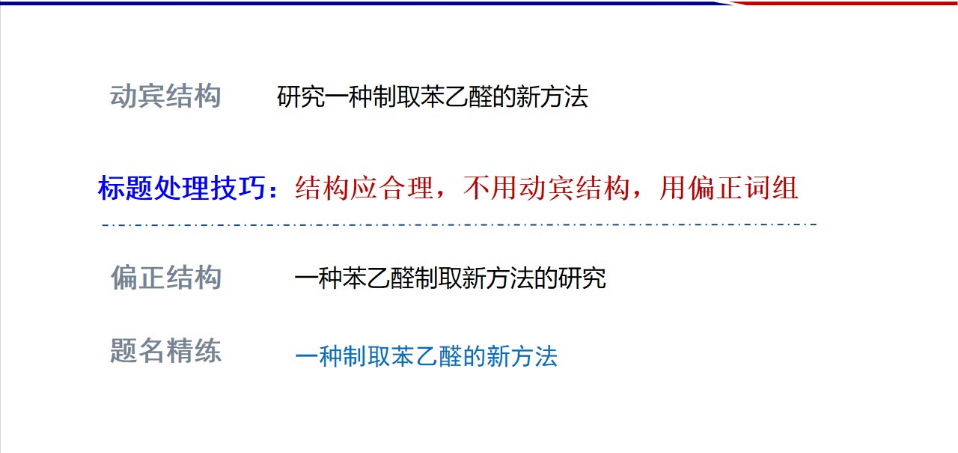 动宾结构 研究一种制取苯乙醛的新方法
标题处理技巧：结构应合理，不用动宾结构，用偏正词组
偏正结构 一种苯乙醛制取新方法的研究
题名精练 一种制取苯乙醛的新方法